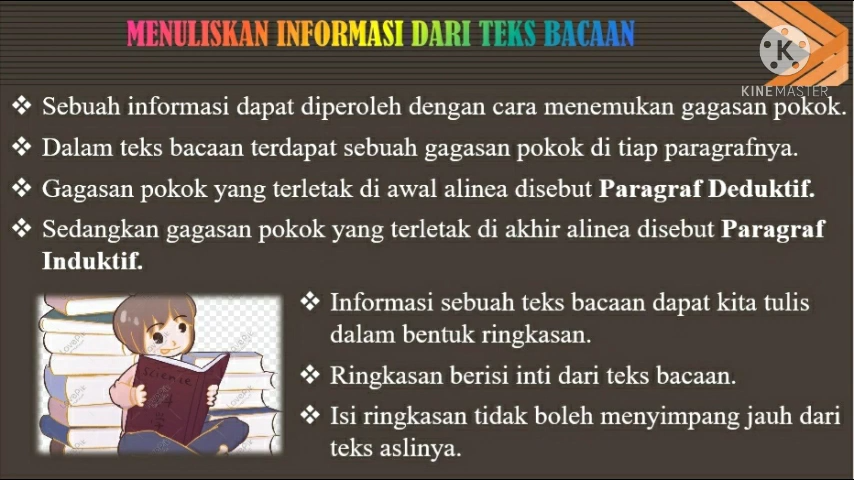 MENULISKAN INFORMASI DARI TEKS BACAAN
K
KINEMASTER
❖ Sebuah informasi dapat diperoleh dengan cara menemukan gagasan pokok.
❖ Dalam teks bacaan terdapat sebuah gagasan pokok di tiap paragrafnya.
❖ Gagasan pokok yang terletak di awal alinea disebut Paragraf Deduktif.
❖ Sedangkan gagasan pokok yang terletak di akhir alinea disebut Paragraf
Induktif.
Science
❖ Informasi sebuah teks bacaan dapat kita tulis
dalam bentuk ringkasan.
❖ Ringkasan berisi inti dari teks bacaan.
❖ Isi ringkasan tidak boleh menyimpang jauh dari
teks aslinya.